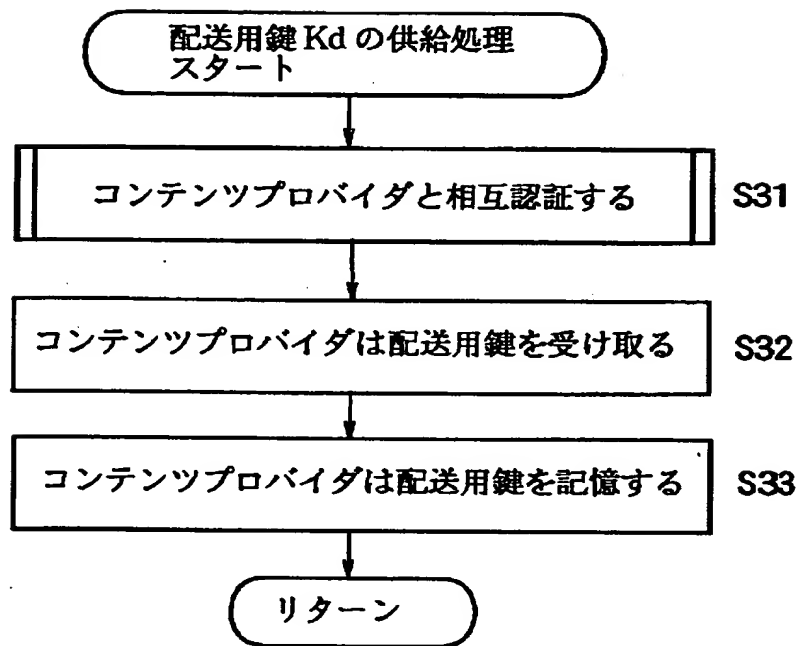 配送用鍵Kdの供給処理
スタート
コンテンツプロバイダと相互認証する
S31
コンテンツプロバイダは配送用鍵を受け取る
S32
コンテンツプロバイダは配送用鍵を記憶する
S33
リターン